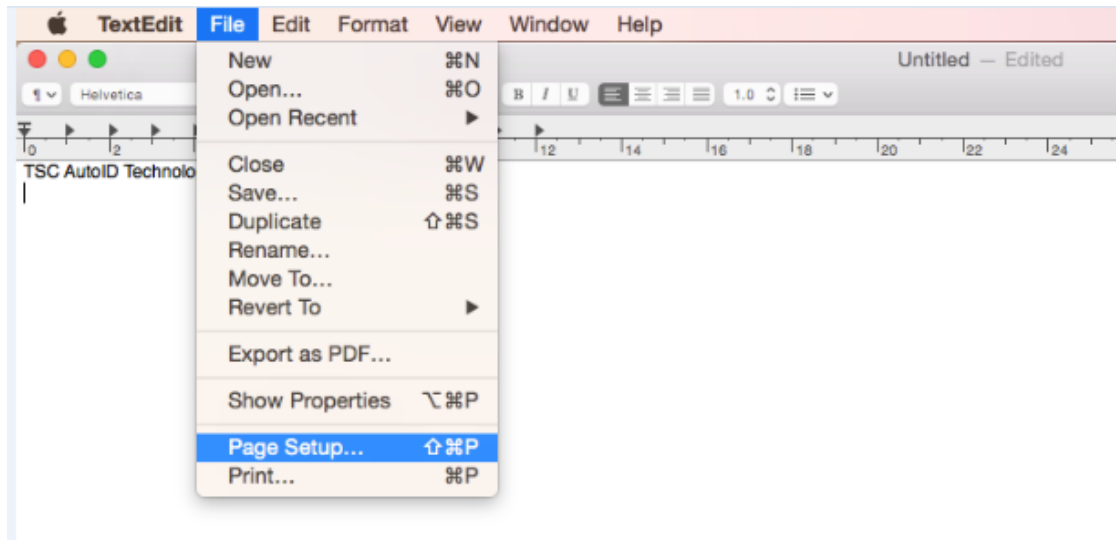 TextEdit File Edit Format View Window Help
Untitled — Edited
Helvetica B I U 1.0
0 2 12 14 16 18 20 22 24
TSC AutoID Technolo
New ⌘N
Open... ⌘O
Open Recent ▶
Close ⌘W
Save... ⌘S
Duplicate ⇧⌘S
Rename...
Move To...
Revert To ▶
Export as PDF...
Show Properties ⌥⌘P
Page Setup... ⇧⌘P
Print... ⌘P